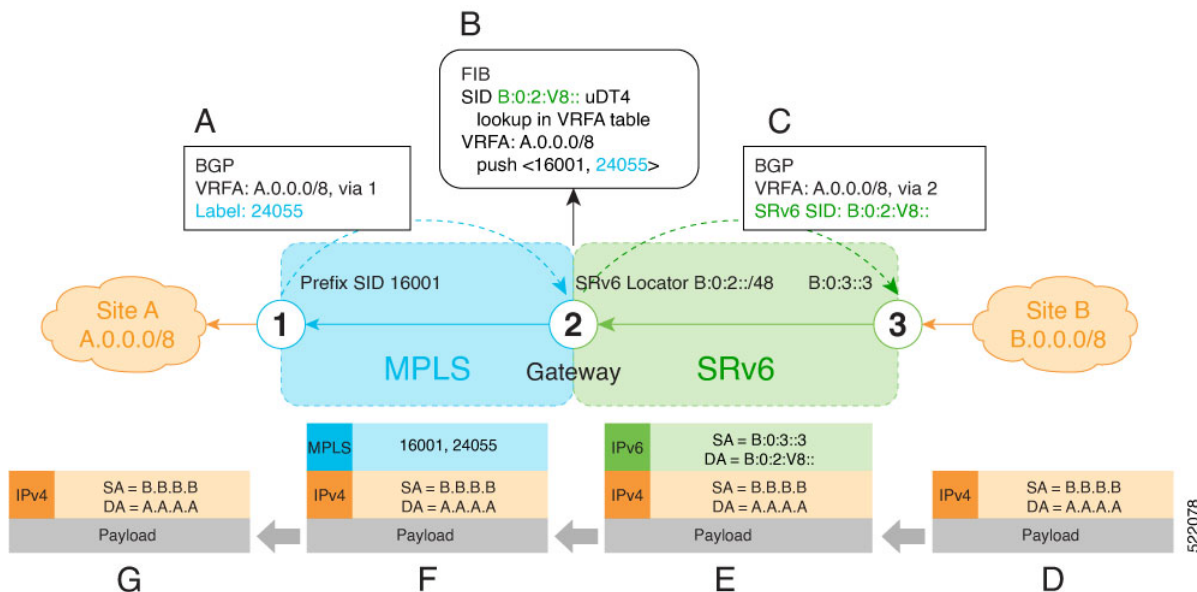 B
FIB
SID B:0:2:V8:: uDT4
lookup in VRFA table
VRFA: A.0.0.0/8
push <16001, 24055>
A
BGP
VRFA: A.0.0.0/8, via 1
Label: 24055
C
BGP
VRFA: A.0.0.0/8, via 2
SRv6 SID: B:0:2:V8::
Prefix SID 16001
SRv6 Locator B:0:2::/48
B:0:3::3
Site A
A.0.0.0/8
1
2
3
Site B
B.0.0.0/8
MPLS
Gateway
SRv6
IPv4
SA = B.B.B.B
DA = A.A.A.A
Payload
G
MPLS
16001, 24055
IPv4
SA = B.B.B.B
DA = A.A.A.A
Payload
F
IPv6
SA = B:0:3::3
DA = B:0:2:V8::
IPv4
SA = B.B.B.B
DA = A.A.A.A
Payload
E
IPv4
SA = B.B.B.B
DA = A.A.A.A
Payload
D
522078